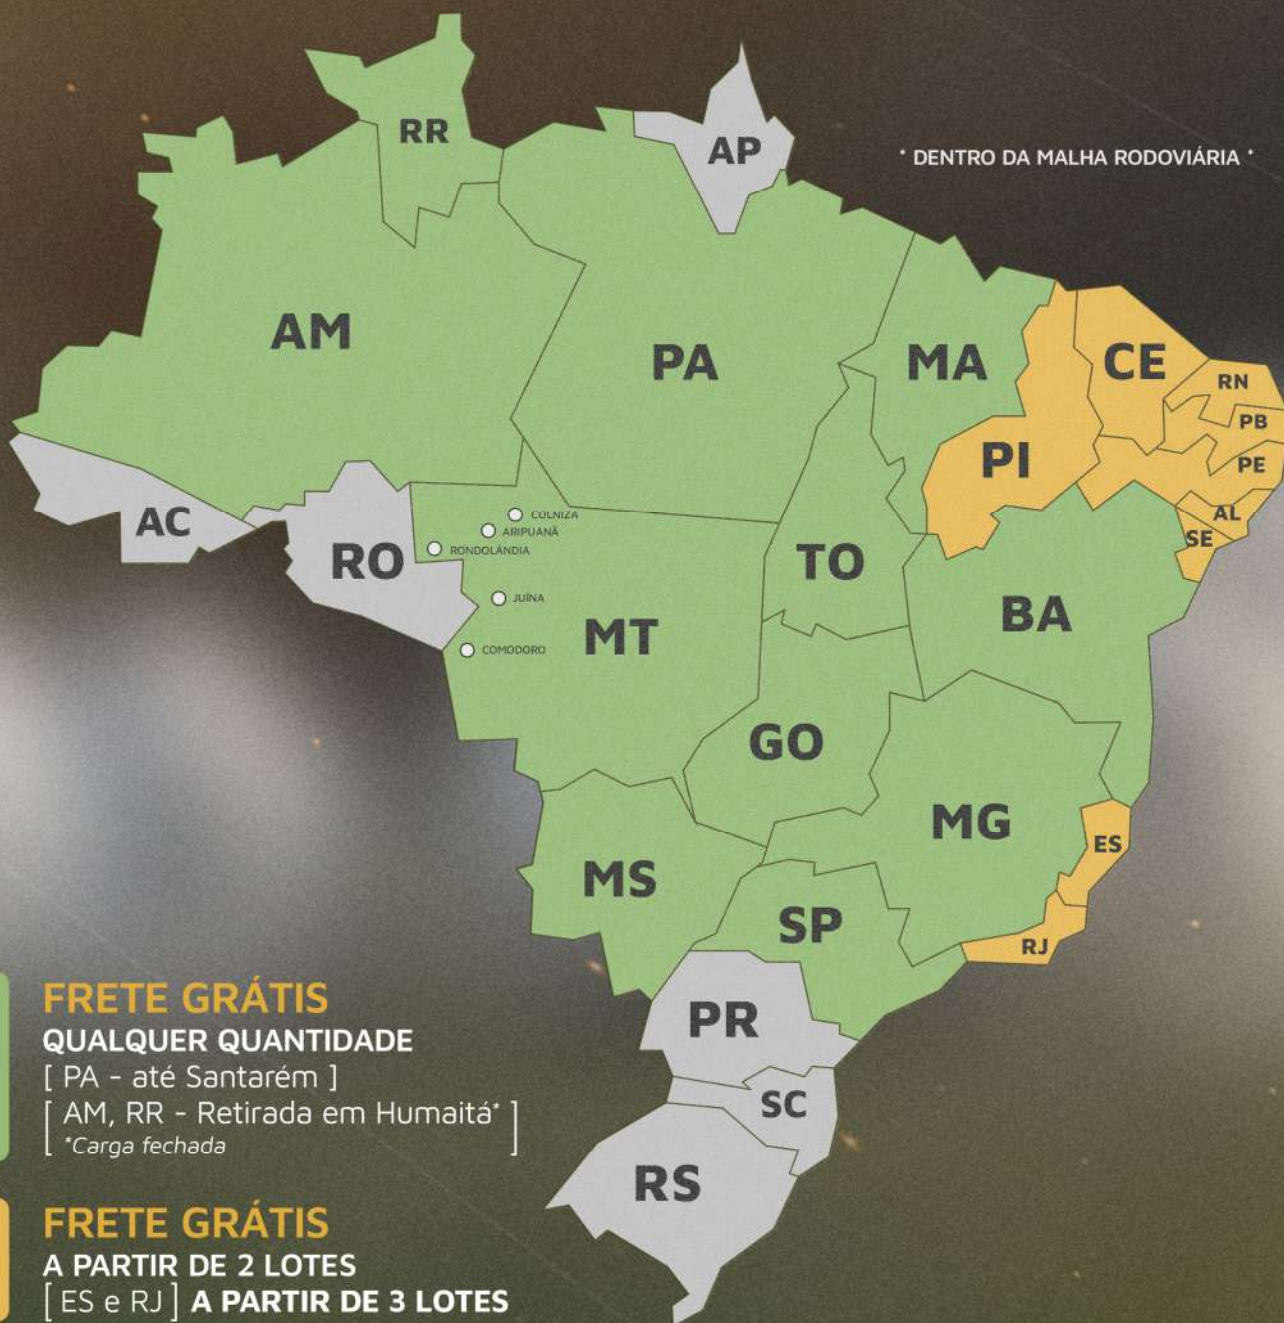 RR
AP
* DENTRO DA MALHA RODOVIÁRIA *
AM
PA
MA
CE
RN
PB
PI
PE
AC
COLNIZA
ARIPUANÃ
RONDOLÂNDIA
AL
SE
RO
TO
JUÍNA
BA
MT
COMODORO
GO
MG
ES
MS
SP
RJ
PR
SC
RS
FRETE GRÁTIS
QUALQUER QUANTIDADE
[ PA - até Santarém ]
[ AM, RR - Retirada em Humaitá*
*Carga fechada ]
FRETE GRÁTIS
A PARTIR DE 2 LOTES
[ ES e RJ ] A PARTIR DE 3 LOTES